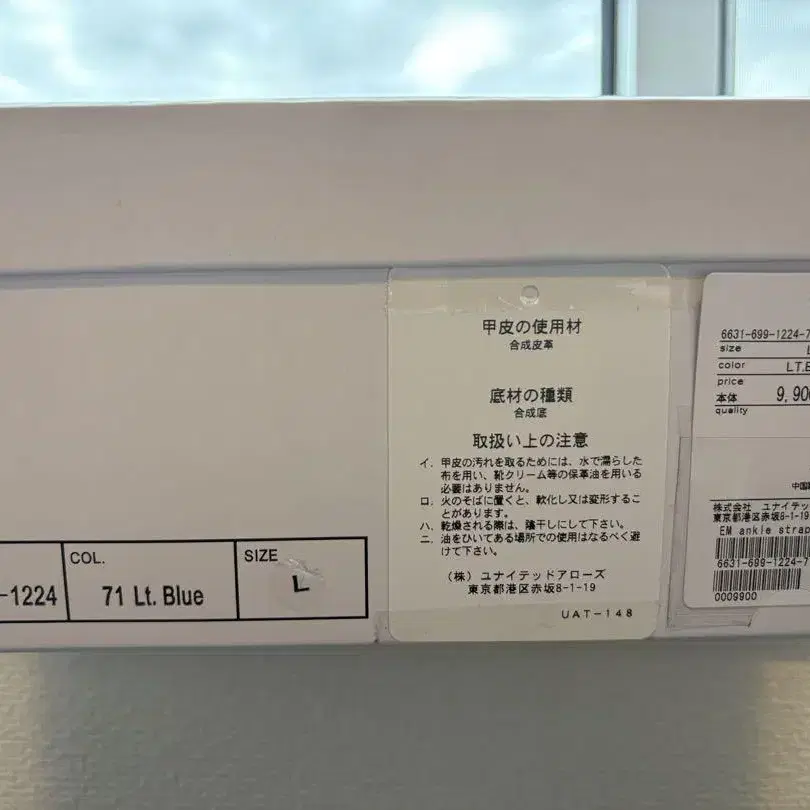 -1224
COL.
71 Lt. Blue
SIZE
L
甲皮の使用材
合成皮革
底材の種類
合成底
取扱い上の注意
イ. 甲皮の汚れを取るためには、水で濡らした
布を用い、靴クリーム等の保革油を用いる
必要はありません。
ロ. 火のそばに置くと、軟化し又は変形するこ
とがあります。
ハ. 乾燥される際は、陰干しにして下さい。
ニ. 油をひいてある場所での使用はなるべく避
けて下さい。
(株) ユナイテッドアローズ
東京都港区赤坂8-1-19
UAT-148
6631-699-1224-7
size
color LT.
price
本体 9,90
quality
中国
株式会社 ユナイテッ
東京都港区赤坂8-1-19
EM ankle strap
6631-699-1224-7
0009900